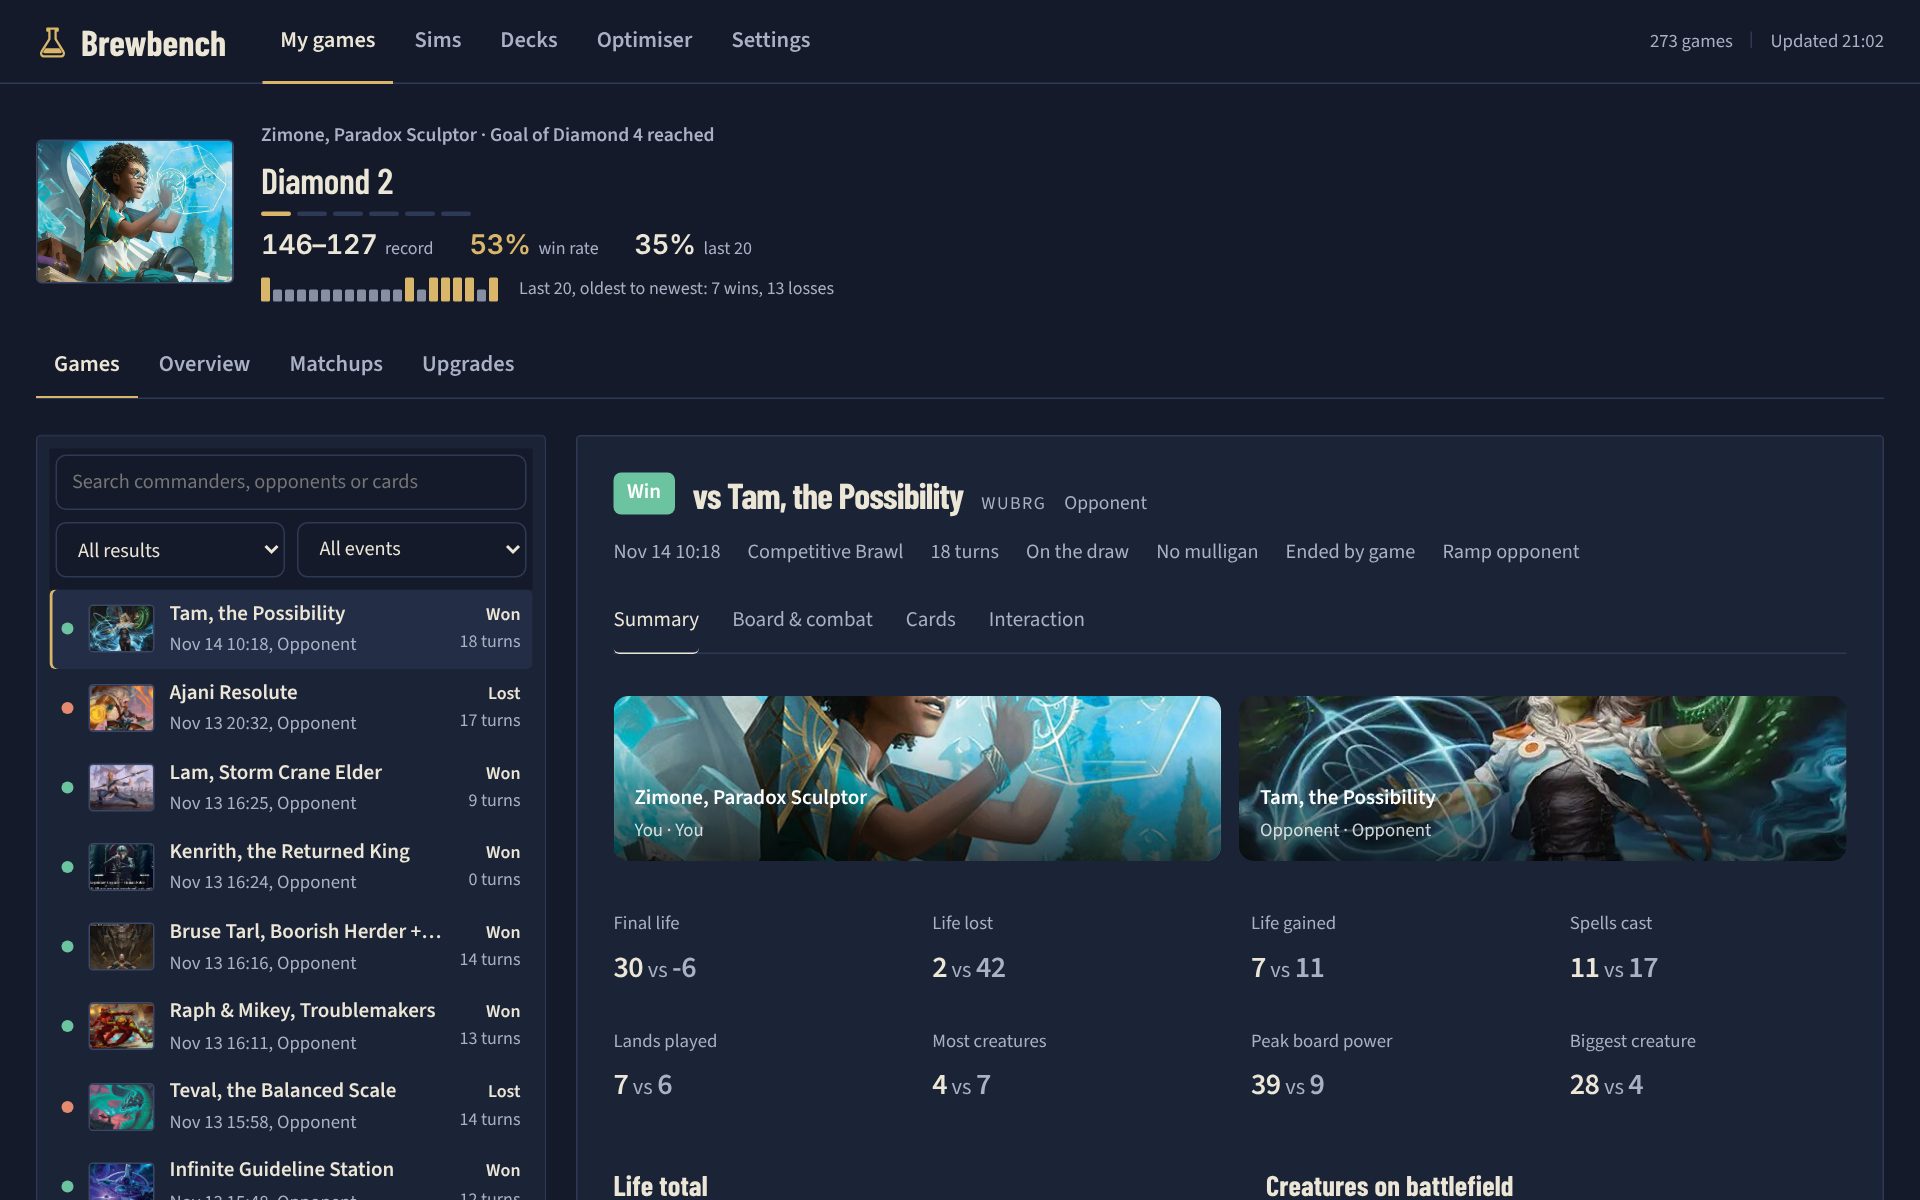 Brewbench
My games
Sims
Decks
Optimiser
Settings
273 games
Updated 21:02
Zimone, Paradox Sculptor · Goal of Diamond 4 reached
Diamond 2
146–127 record
53% win rate
35% last 20
Last 20, oldest to newest: 7 wins, 13 losses
Games
Overview
Matchups
Upgrades
Search commanders, opponents or cards
All results
All events
Tam, the Possibility
Won
Nov 14 10:18, Opponent
18 turns
Ajani Resolute
Lost
Nov 13 20:32, Opponent
17 turns
Lam, Storm Crane Elder
Won
Nov 13 16:25, Opponent
9 turns
Kenrith, the Returned King
Won
Nov 13 16:24, Opponent
0 turns
Bruse Tarl, Boorish Herder +…
Won
Nov 13 16:16, Opponent
14 turns
Raph & Mikey, Troublemakers
Won
Nov 13 16:11, Opponent
13 turns
Teval, the Balanced Scale
Lost
Nov 13 15:58, Opponent
14 turns
Infinite Guideline Station
Won
Win
vs Tam, the Possibility
WUBRG
Opponent
Nov 14 10:18
Competitive Brawl
18 turns
On the draw
No mulligan
Ended by game
Ramp opponent
Summary
Board & combat
Cards
Interaction
Zimone, Paradox Sculptor
You · You
Tam, the Possibility
Opponent · Opponent
Final life
30 vs -6
Life lost
2 vs 42
Life gained
7 vs 11
Spells cast
11 vs 17
Lands played
7 vs 6
Most creatures
4 vs 7
Peak board power
39 vs 9
Biggest creature
28 vs 4
Life total
Creatures on battlefield